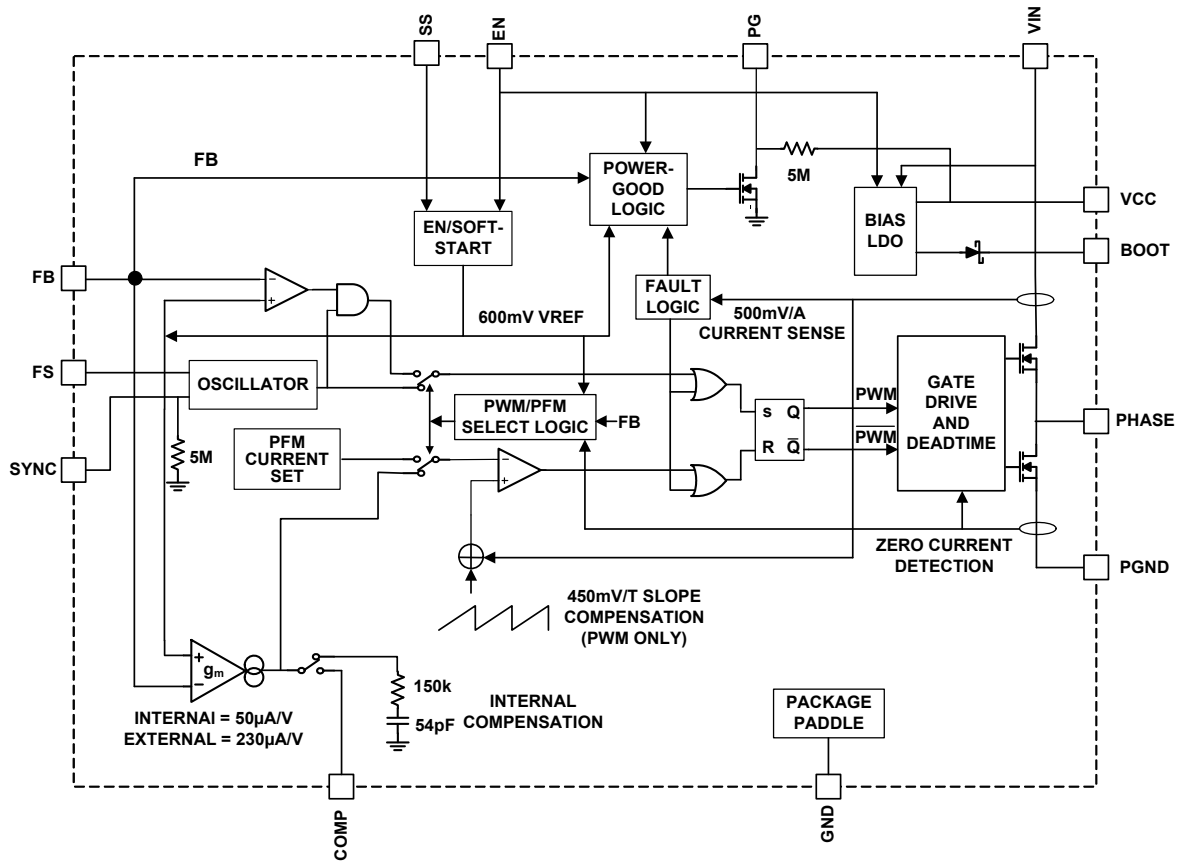 SS
EN
PG
VIN
FB
POWER-
GOOD
LOGIC
5M
BIAS
LDO
VCC
BOOT
EN/SOFT-
START
FB
FAULT
LOGIC
500mV/A
CURRENT SENSE
600mV VREF
FS
OSCILLATOR
SYNC
5M
PFM
CURRENT
SET
PWM/PFM
SELECT LOGIC
FB
s Q
R Q̅
PWM
P̅W̅M̅
GATE
DRIVE
AND
DEADTIME
PHASE
ZERO CURRENT
DETECTION
PGND
+
-
450mV/T SLOPE
COMPENSATION
(PWM ONLY)
+
gm
-
INTERNAl = 50µA/V
EXTERNAL = 230µA/V
150k
54pF
INTERNAL
COMPENSATION
PACKAGE
PADDLE
COMP
GND